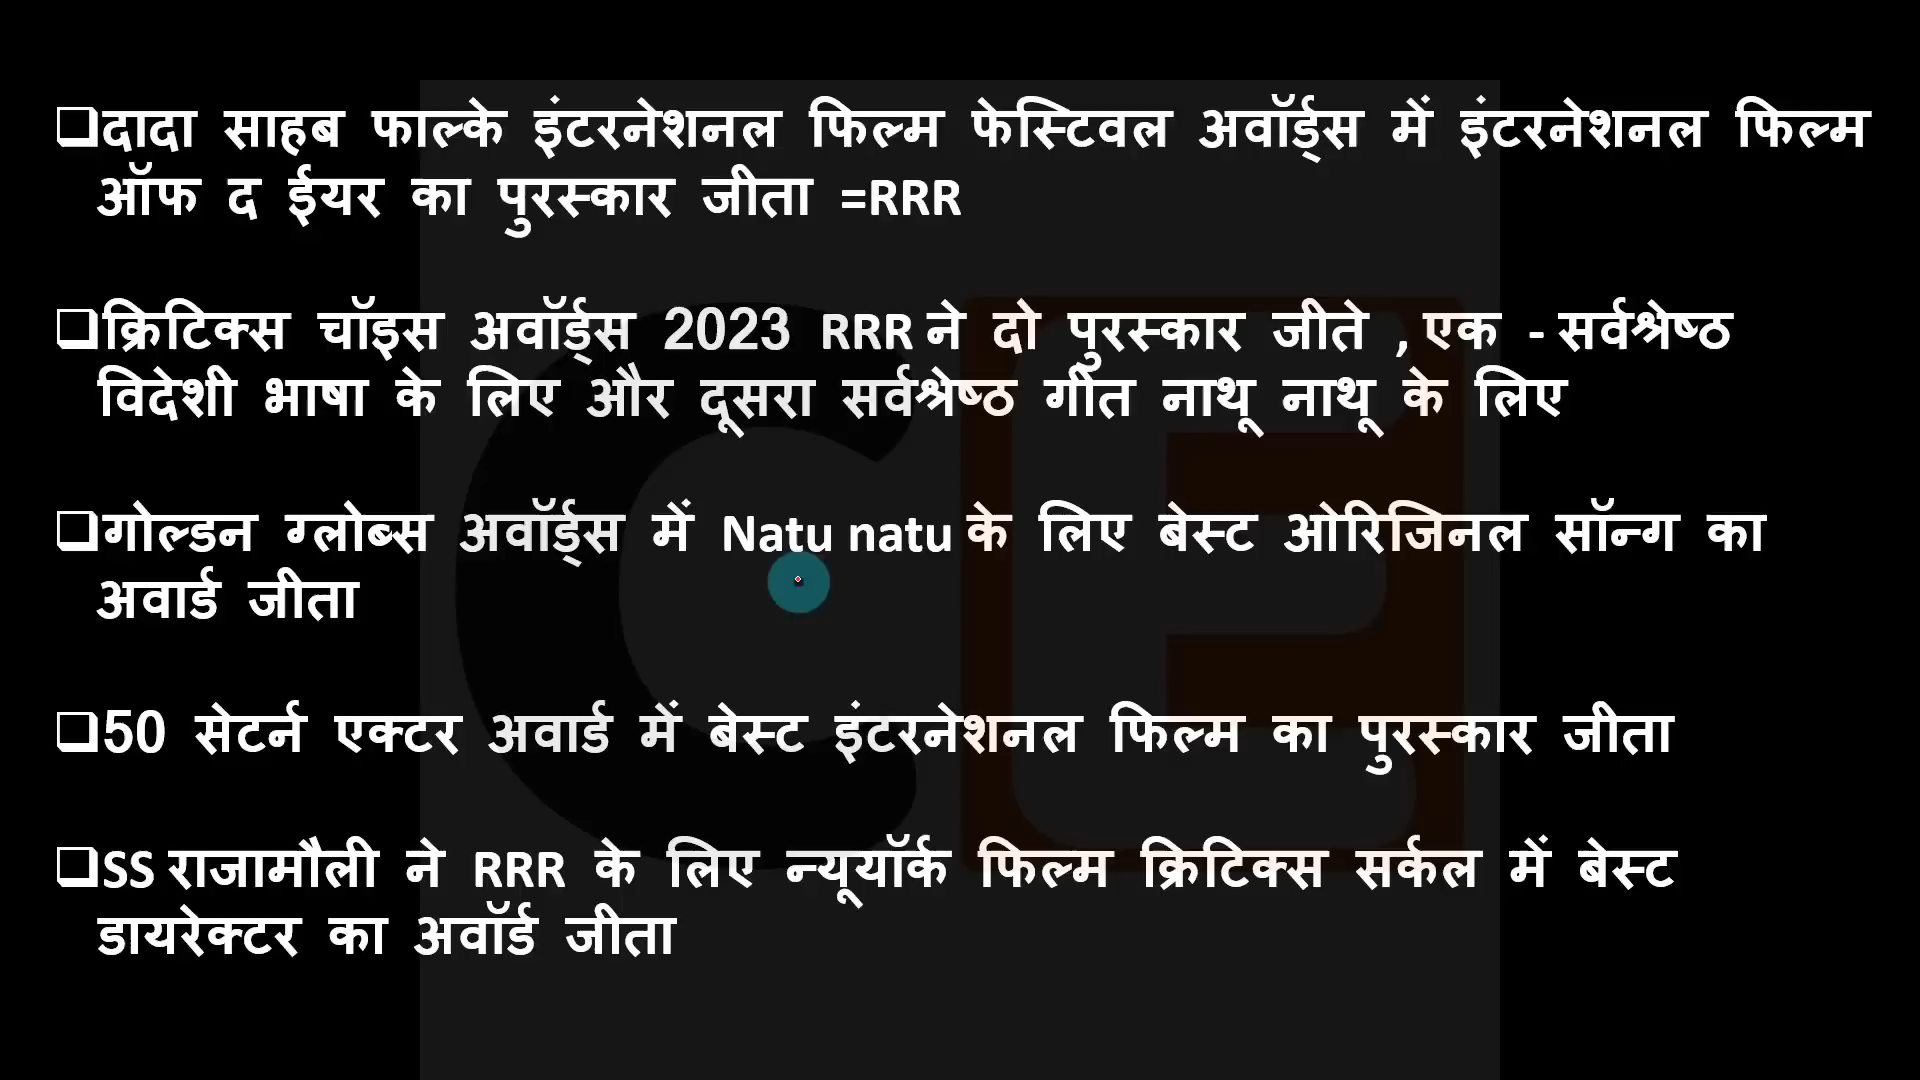 ❑दादा साहब फाल्के इंटरनेशनल फिल्म फेस्टिवल अवॉर्ड्स में इंटरनेशनल फिल्म
ऑफ द ईयर का पुरस्कार जीता =RRR
❑क्रिटिक्स चॉइस अवॉर्ड्स 2023 RRR ने दो पुरस्कार जीते , एक - सर्वश्रेष्ठ
विदेशी भाषा के लिए और दूसरा सर्वश्रेष्ठ गीत नाथू नाथू के लिए
❑गोल्डन ग्लोब्स अवॉर्ड्स में Natu natu के लिए बेस्ट ओरिजिनल सॉन्ग का
अवार्ड जीता
❑50 सेटर्न एक्टर अवार्ड में बेस्ट इंटरनेशनल फिल्म का पुरस्कार जीता
❑SS राजामौली ने RRR के लिए न्यूयॉर्क फिल्म क्रिटिक्स सर्कल में बेस्ट
डायरेक्टर का अवॉर्ड जीता
CE